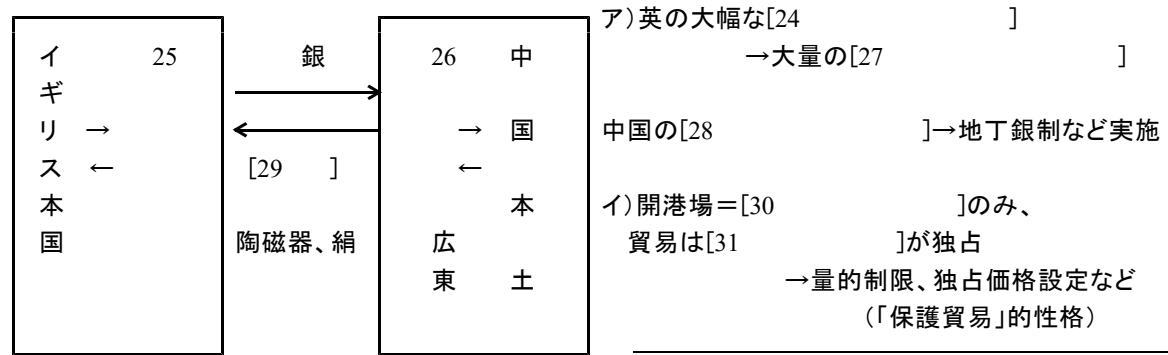 ア）英の大幅な[24　　　　　　　]
→大量の[27　　　　　　　　]
中国の[28　　　　　　　]→地丁銀制など実施
イ）開港場＝[30　　　　　　　]のみ、
貿易は[31　　　　　　]が独占
→量的制限、独占価格設定など
（「保護貿易」的性格）
イギリス本国
25
→
←
銀
[29　　]
陶磁器、絹
26
→
←
広東
中国本土